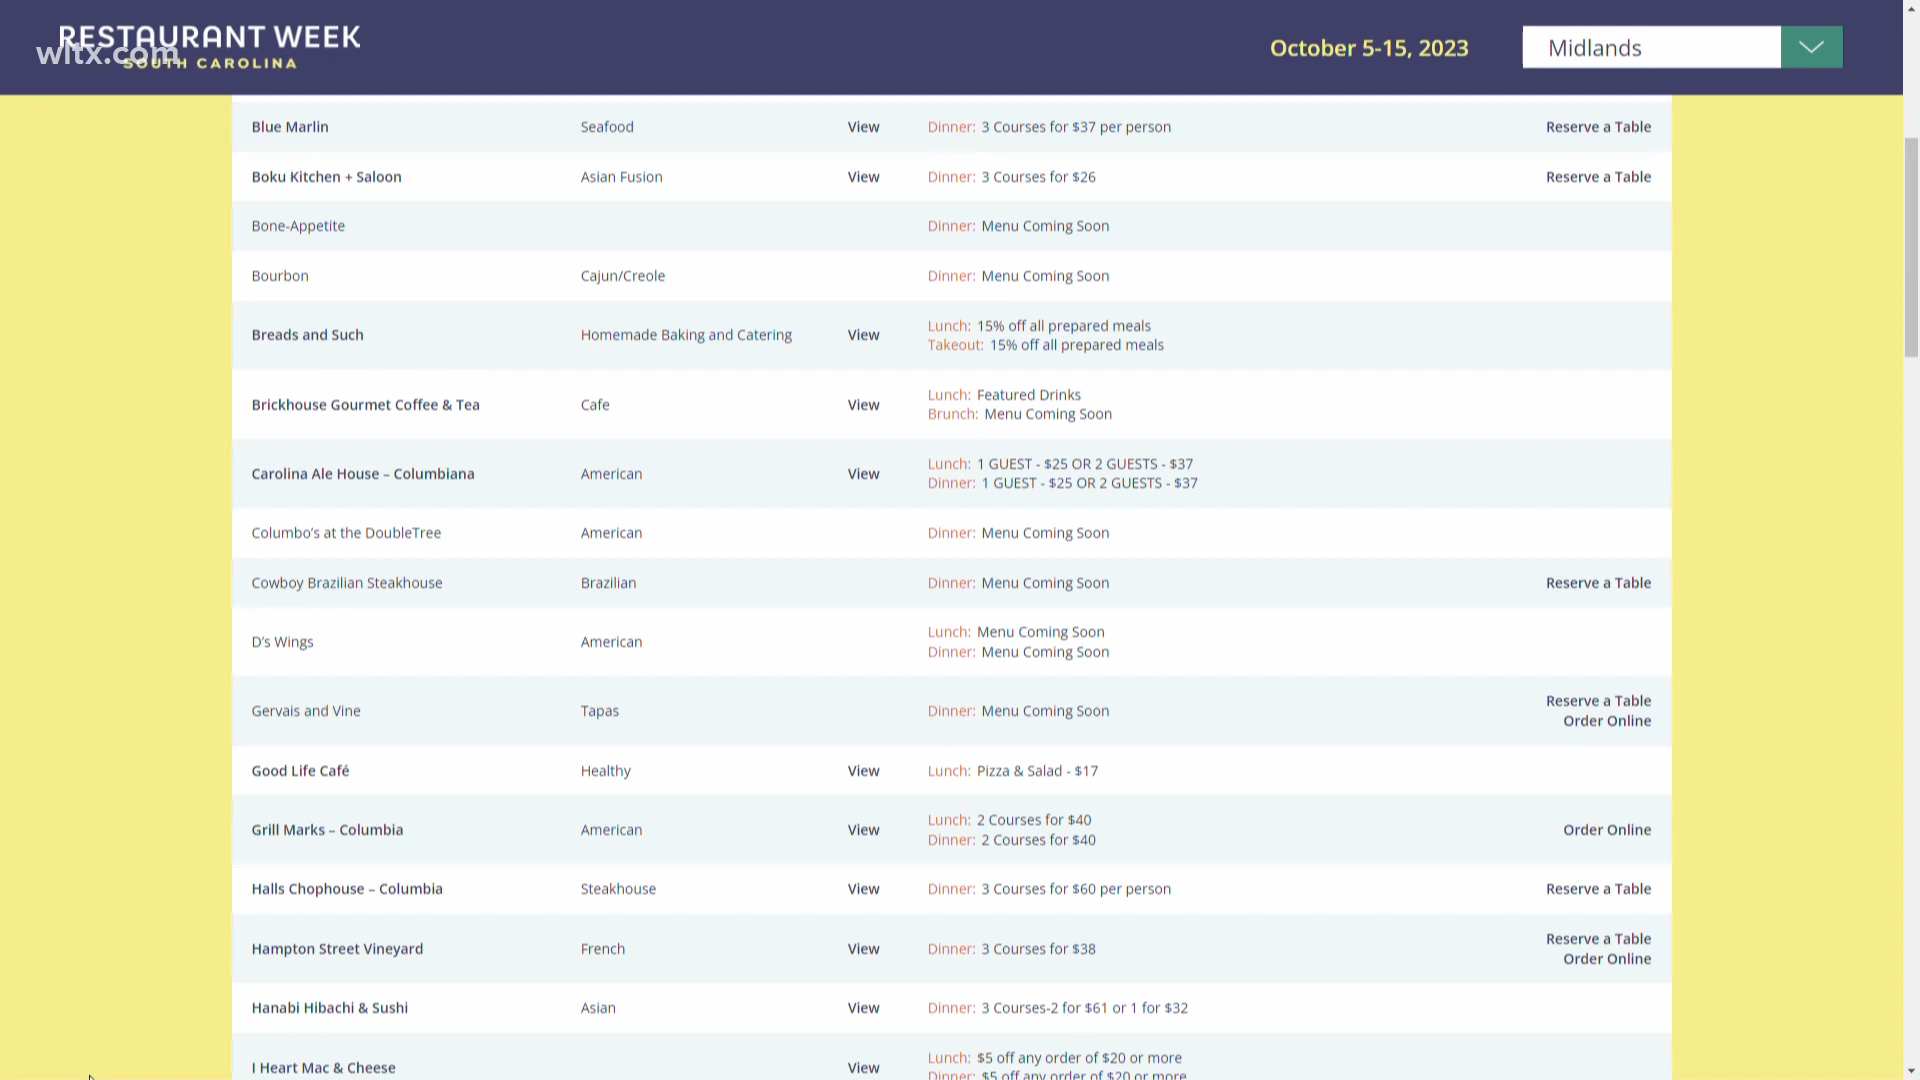 RESTAURANT WEEK
SOUTH CAROLINA
wltx.com
October 5-15, 2023
Midlands
Blue Marlin Seafood View Dinner: 3 Courses for $37 per person Reserve a Table
Boku Kitchen + Saloon Asian Fusion View Dinner: 3 Courses for $26 Reserve a Table
Bone-Appetite Dinner: Menu Coming Soon
Bourbon Cajun/Creole Dinner: Menu Coming Soon
Breads and Such Homemade Baking and Catering View Lunch: 15% off all prepared meals
Takeout: 15% off all prepared meals
Brickhouse Gourmet Coffee & Tea Cafe View Lunch: Featured Drinks
Brunch: Menu Coming Soon
Carolina Ale House – Columbiana American View Lunch: 1 GUEST - $25 OR 2 GUESTS - $37
Dinner: 1 GUEST - $25 OR 2 GUESTS - $37
Columbo’s at the DoubleTree American Dinner: Menu Coming Soon
Cowboy Brazilian Steakhouse Brazilian Dinner: Menu Coming Soon Reserve a Table
D’s Wings American Lunch: Menu Coming Soon
Dinner: Menu Coming Soon
Gervais and Vine Tapas Dinner: Menu Coming Soon Reserve a Table
Order Online
Good Life Café Healthy View Lunch: Pizza & Salad - $17
Grill Marks – Columbia American View Lunch: 2 Courses for $40
Dinner: 2 Courses for $40 Order Online
Halls Chophouse – Columbia Steakhouse View Dinner: 3 Courses for $60 per person Reserve a Table
Hampton Street Vineyard French View Dinner: 3 Courses for $38 Reserve a Table
Order Online
Hanabi Hibachi & Sushi Asian View Dinner: 3 Courses-2 for $61 or 1 for $32
I Heart Mac & Cheese View Lunch: $5 off any order of $20 or more
Dinner: $5 off any order of $20 or more